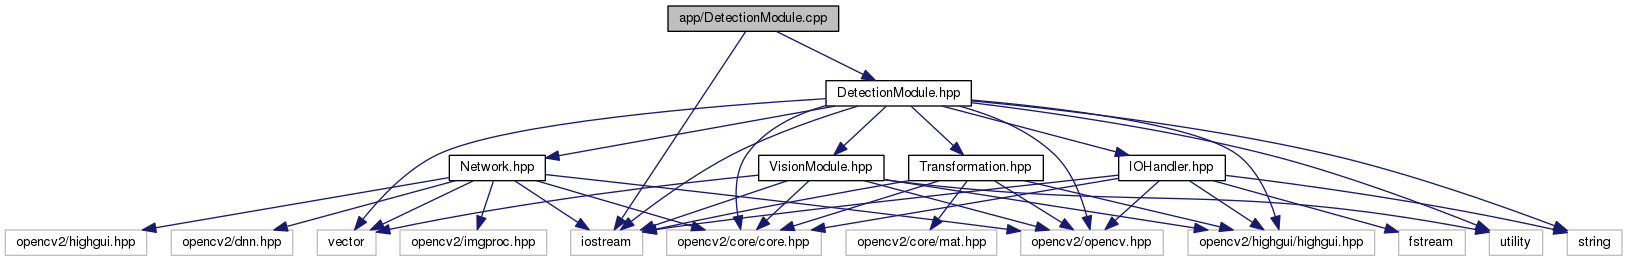 app/DetectionModule.cpp
DetectionModule.hpp
Network.hpp
VisionModule.hpp
Transformation.hpp
IOHandler.hpp
opencv2/highgui.hpp
opencv2/dnn.hpp
vector
opencv2/imgproc.hpp
iostream
opencv2/core/core.hpp
opencv2/core/mat.hpp
opencv2/opencv.hpp
opencv2/highgui/highgui.hpp
fstream
utility
string